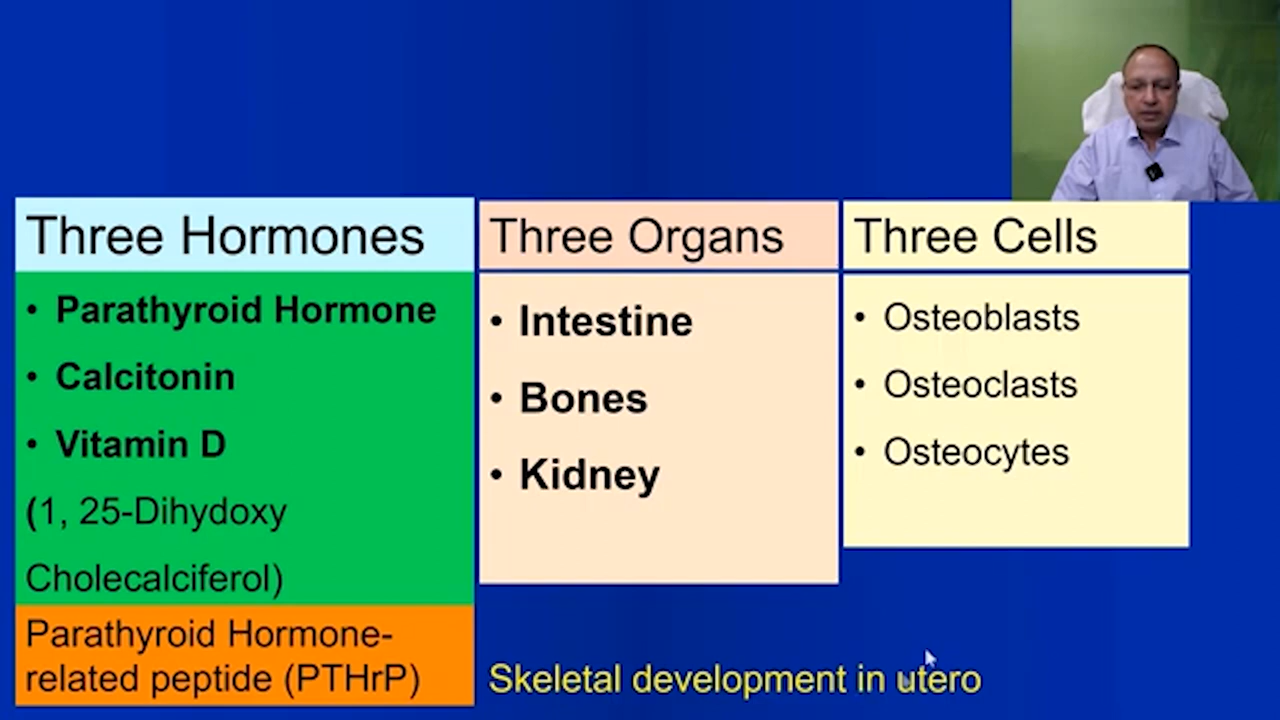 Three Hormones
• Parathyroid Hormone
• Calcitonin
• Vitamin D
(1, 25-Dihydoxy
Cholecalciferol)
Parathyroid Hormone-
related peptide (PTHrP)
Three Organs
• Intestine
• Bones
• Kidney
Three Cells
• Osteoblasts
• Osteoclasts
• Osteocytes
Skeletal development in utero